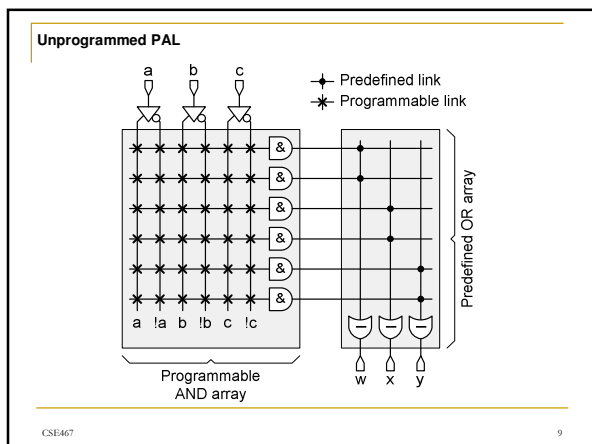 Unprogrammed PAL
a b c
Predefined link
Programmable link
&
&
&
&
&
&
a !a b !b c !c
Predefined OR array
w x y
Programmable
AND array
CSE467 9